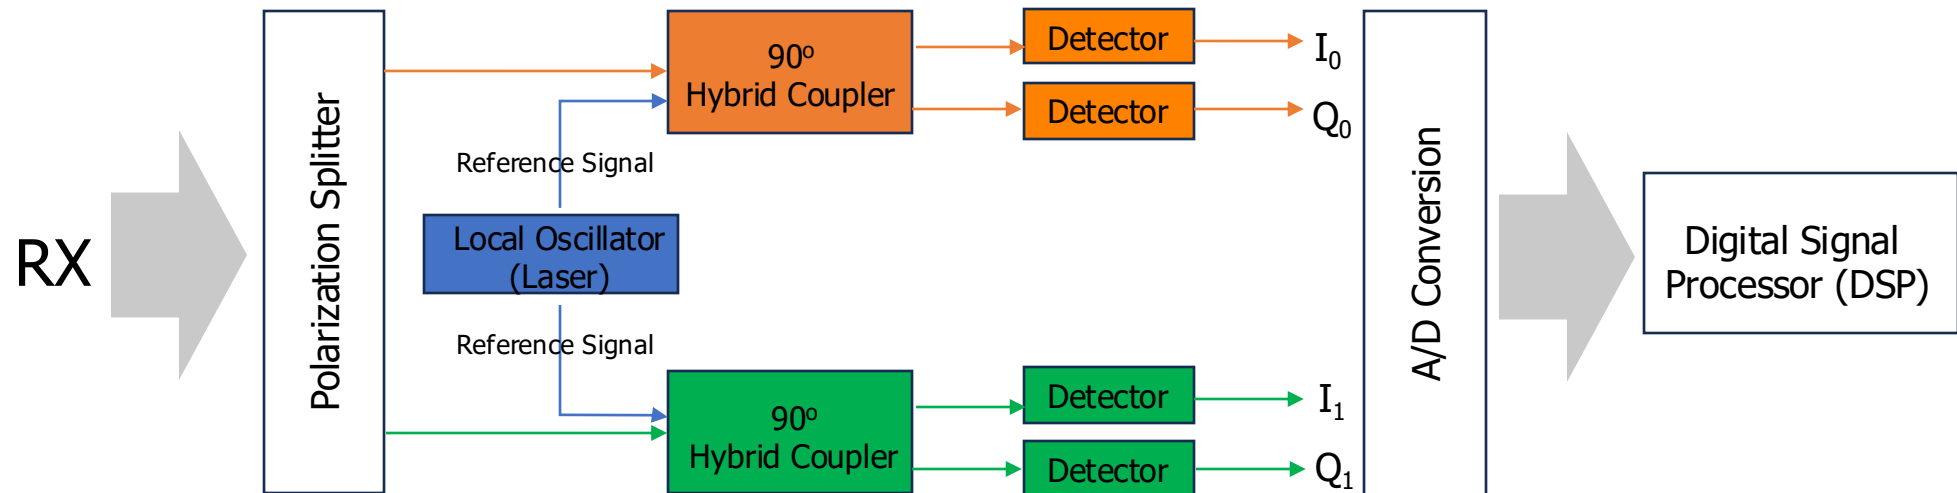 RX
Polarization Splitter
Reference Signal
Local Oscillator
(Laser)
Reference Signal
90º
Hybrid Coupler
90º
Hybrid Coupler
Detector
Detector
Detector
Detector
I₀
Q₀
I₁
Q₁
A/D Conversion
Digital Signal
Processor (DSP)